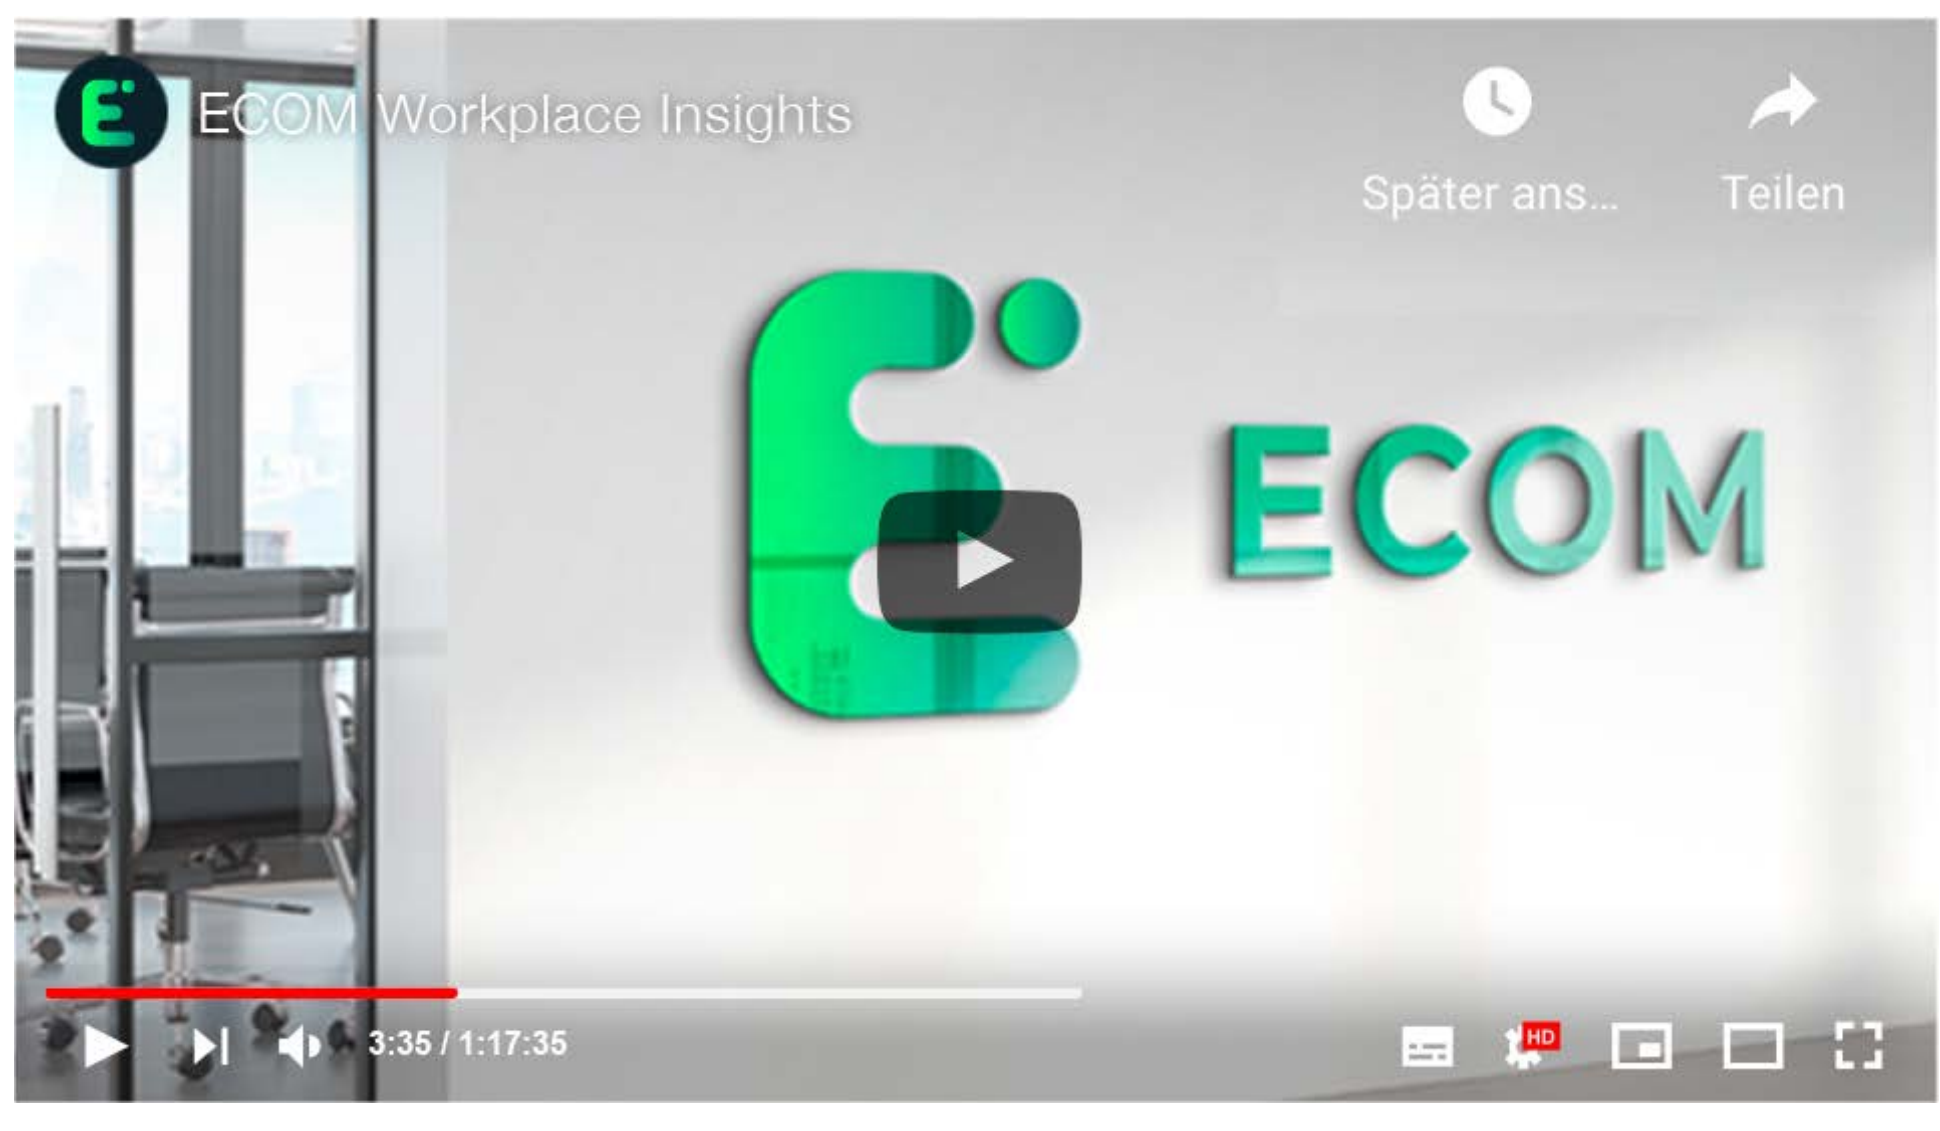 ECOM Workplace Insights
Später ans...
Teilen
ECOM
3:35 / 1:17:35
HD